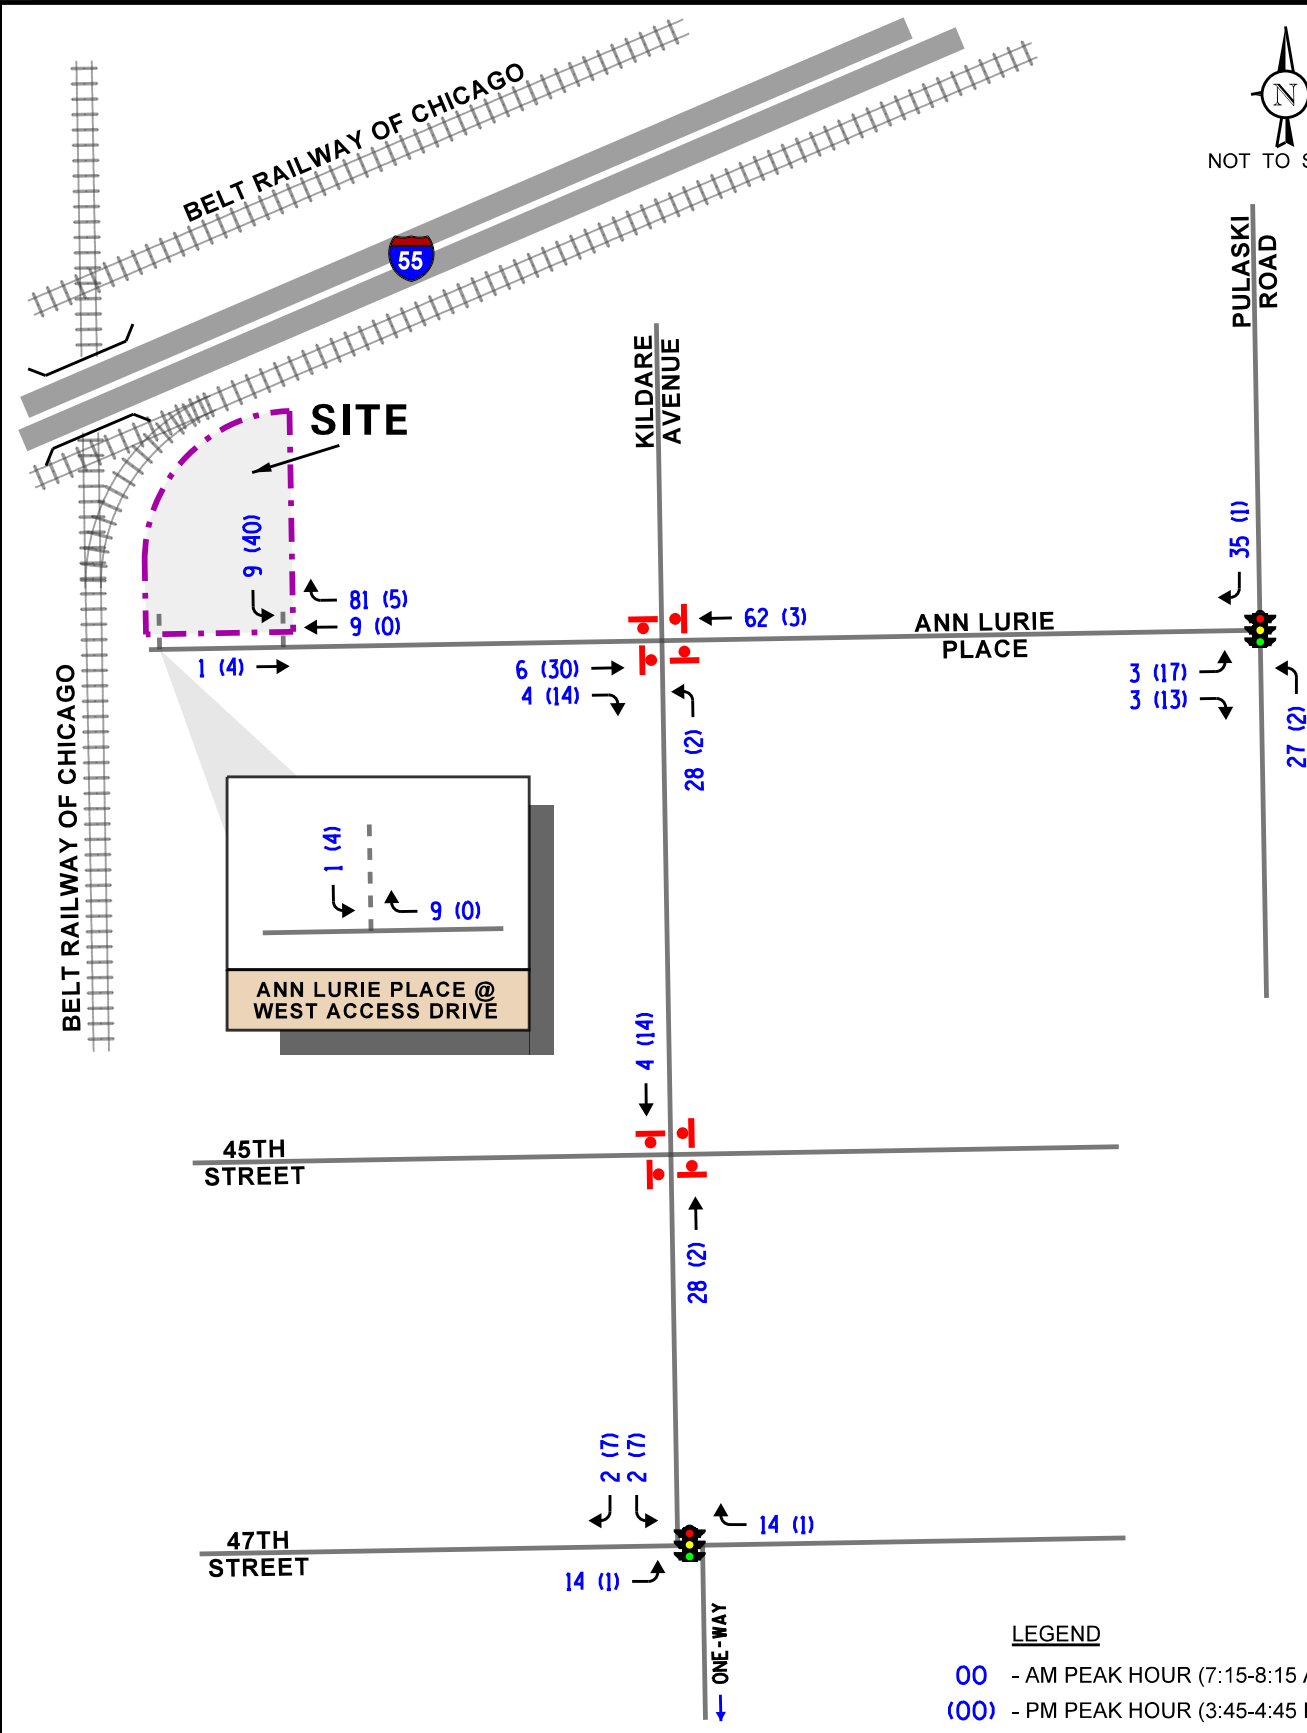 BELT RAILWAY OF CHICAGO
55
N
NOT TO S
PULASKI
ROAD
KILDARE
AVENUE
SITE
9 (40)
81 (5)
9 (0)
1 (4)
62 (3)
6 (30)
4 (14)
28 (2)
ANN LURIE
PLACE
35 (1)
3 (17)
3 (13)
27 (2)
BELT RAILWAY OF CHICAGO
1 (4)
9 (0)
ANN LURIE PLACE @
WEST ACCESS DRIVE
4 (14)
45TH
STREET
28 (2)
2 (7)
2 (7)
14 (1)
47TH
STREET
14 (1)
ONE-WAY
LEGEND
00 - AM PEAK HOUR (7:15-8:15 A
(00) - PM PEAK HOUR (3:45-4:45